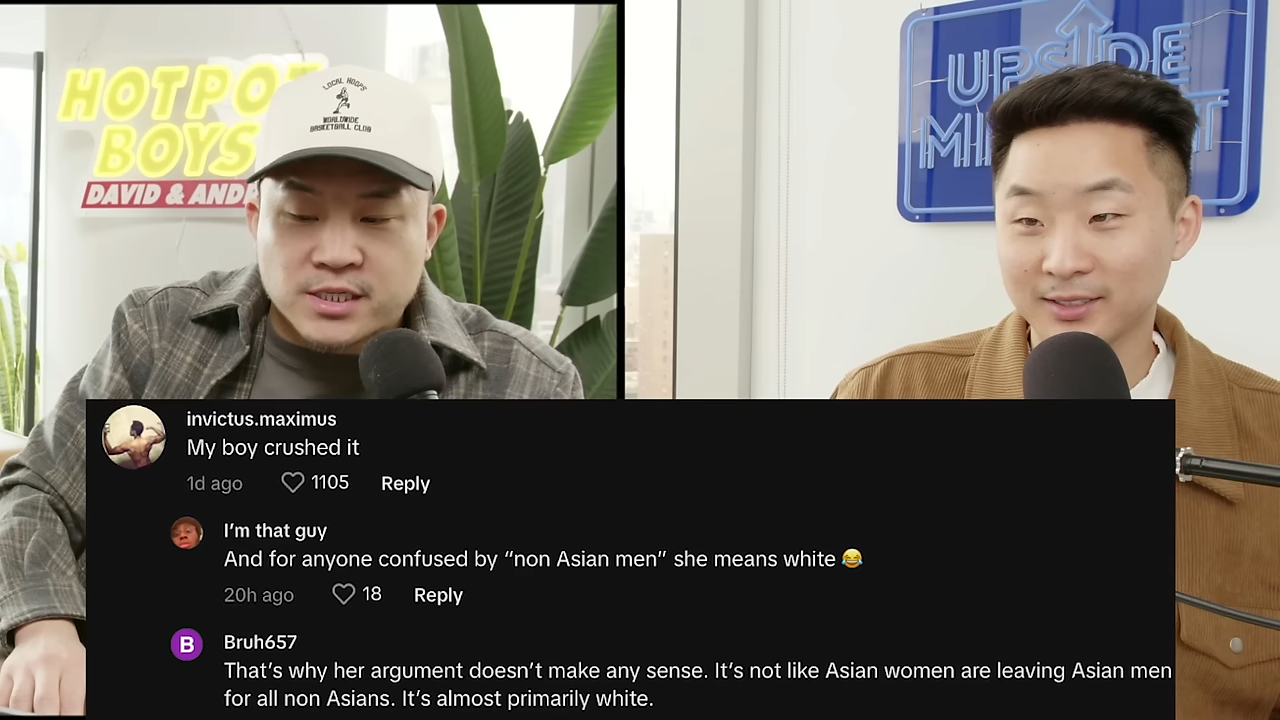 HOTPO
BOYS
DAVID & AND
LOCAL HOOPS
WORLDWIDE
BASKETBALL CLUB
UPSIDE
invictus.maximus
My boy crushed it
1d ago 1105 Reply
I'm that guy
And for anyone confused by “non Asian men” she means white 😂
20h ago 18 Reply
B
Bruh657
That's why her argument doesn't make any sense. It's not like Asian women are leaving Asian men
for all non Asians. It's almost primarily white.